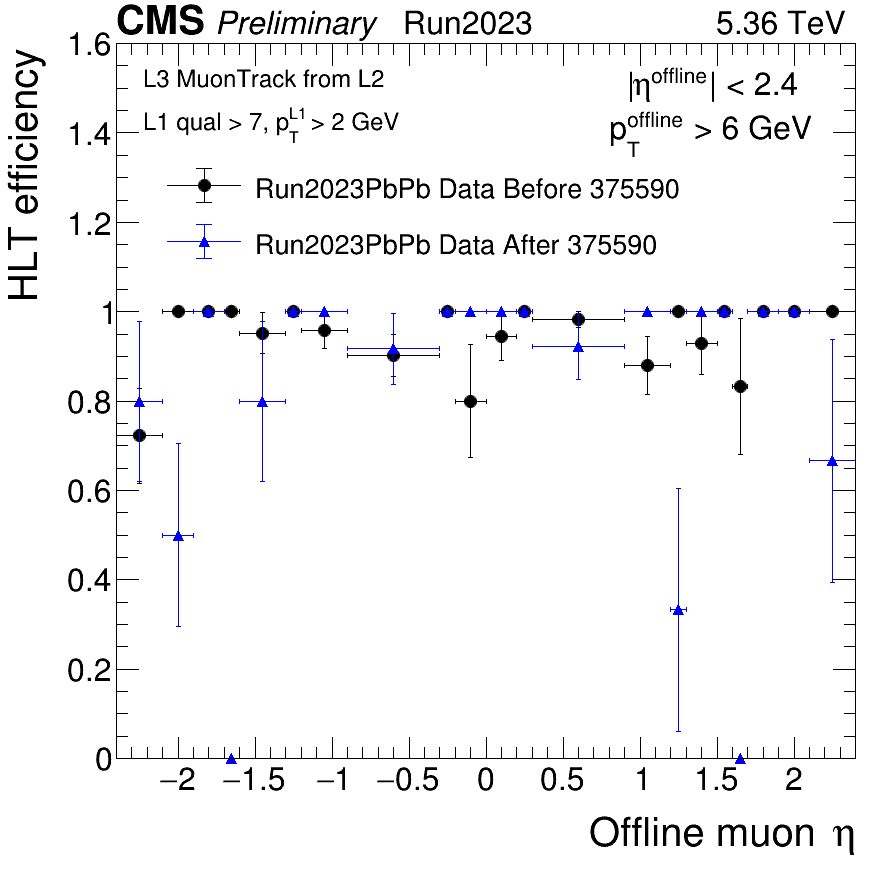 CMS Preliminary Run2023 5.36 TeV
HLT efficiency
L3 MuonTrack from L2
L1 qual > 7, p_T^L1 > 2 GeV
|η^offline| < 2.4
p_T^offline > 6 GeV
Run2023PbPb Data Before 375590
Run2023PbPb Data After 375590
1.6
1.4
1.2
1
0.8
0.6
0.4
0.2
0
−2 −1.5 −1 −0.5 0 0.5 1 1.5 2
Offline muon η